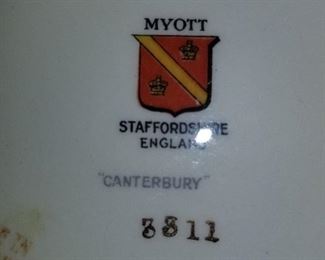 MYOTT
STAFFORDSHIRE
ENGLAND
"CANTERBURY"
3811